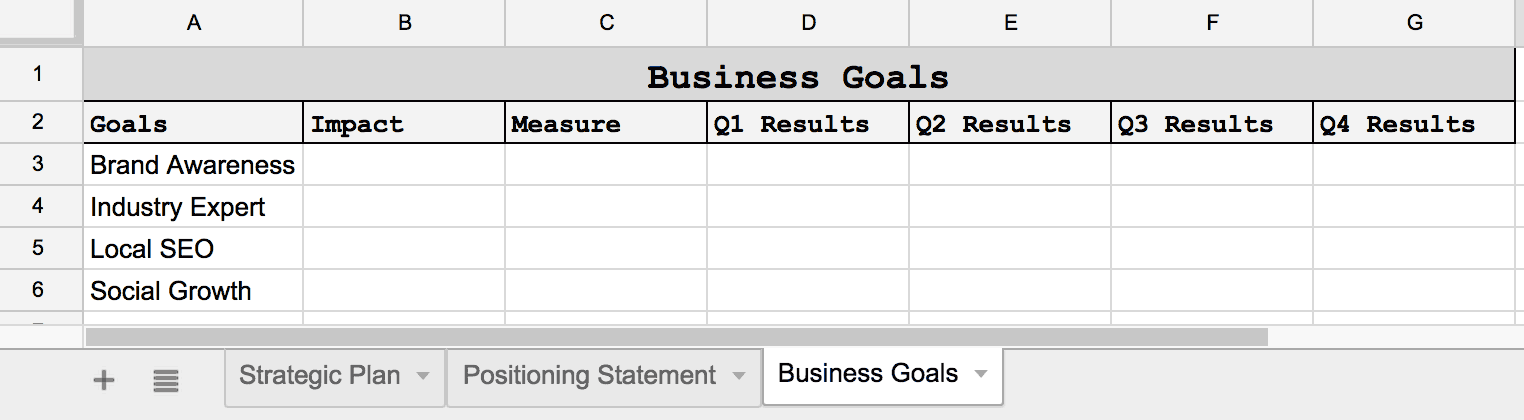 A B C D E F G
1 Business Goals
2 Goals Impact Measure Q1 Results Q2 Results Q3 Results Q4 Results
3 Brand Awareness
4 Industry Expert
5 Local SEO
6 Social Growth
Strategic Plan Positioning Statement Business Goals